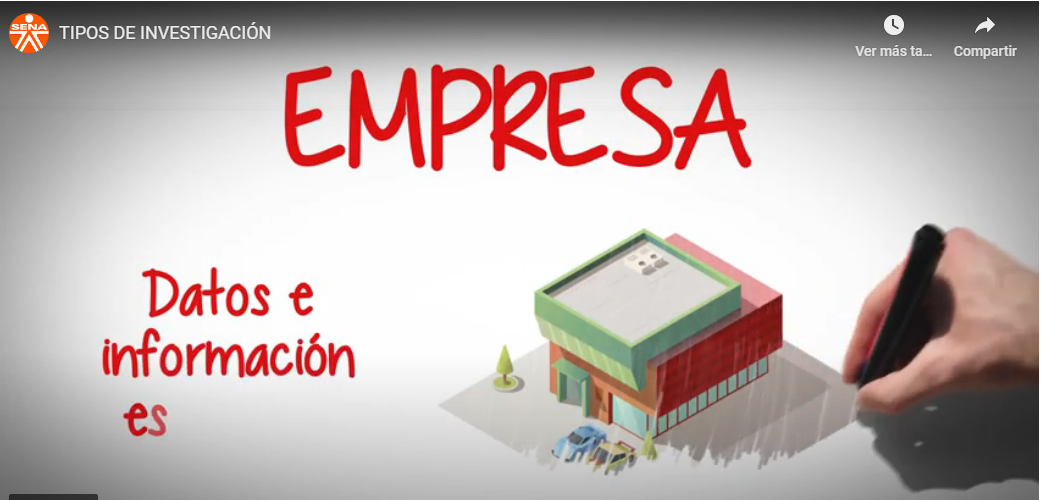 SENA
TIPOS DE INVESTIGACIÓN
Ver más ta...
Compartir
EMPRESA
Datos e
información
es